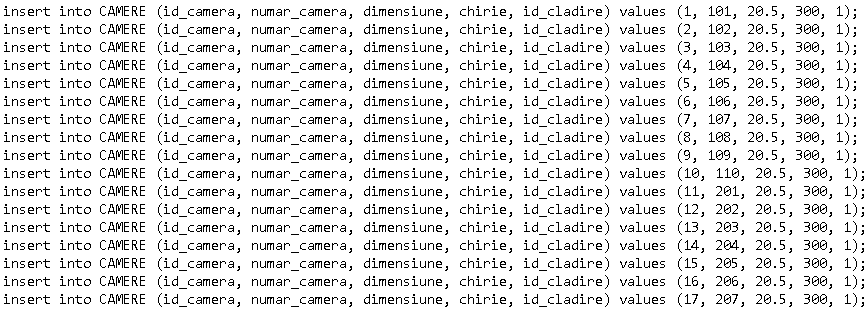 insert into CAMERE (id_camera, numar_camera, dimensiune, chirie, id_cladire) values (1, 101, 20.5, 300, 1);
insert into CAMERE (id_camera, numar_camera, dimensiune, chirie, id_cladire) values (2, 102, 20.5, 300, 1);
insert into CAMERE (id_camera, numar_camera, dimensiune, chirie, id_cladire) values (3, 103, 20.5, 300, 1);
insert into CAMERE (id_camera, numar_camera, dimensiune, chirie, id_cladire) values (4, 104, 20.5, 300, 1);
insert into CAMERE (id_camera, numar_camera, dimensiune, chirie, id_cladire) values (5, 105, 20.5, 300, 1);
insert into CAMERE (id_camera, numar_camera, dimensiune, chirie, id_cladire) values (6, 106, 20.5, 300, 1);
insert into CAMERE (id_camera, numar_camera, dimensiune, chirie, id_cladire) values (7, 107, 20.5, 300, 1);
insert into CAMERE (id_camera, numar_camera, dimensiune, chirie, id_cladire) values (8, 108, 20.5, 300, 1);
insert into CAMERE (id_camera, numar_camera, dimensiune, chirie, id_cladire) values (9, 109, 20.5, 300, 1);
insert into CAMERE (id_camera, numar_camera, dimensiune, chirie, id_cladire) values (10, 110, 20.5, 300, 1);
insert into CAMERE (id_camera, numar_camera, dimensiune, chirie, id_cladire) values (11, 201, 20.5, 300, 1);
insert into CAMERE (id_camera, numar_camera, dimensiune, chirie, id_cladire) values (12, 202, 20.5, 300, 1);
insert into CAMERE (id_camera, numar_camera, dimensiune, chirie, id_cladire) values (13, 203, 20.5, 300, 1);
insert into CAMERE (id_camera, numar_camera, dimensiune, chirie, id_cladire) values (14, 204, 20.5, 300, 1);
insert into CAMERE (id_camera, numar_camera, dimensiune, chirie, id_cladire) values (15, 205, 20.5, 300, 1);
insert into CAMERE (id_camera, numar_camera, dimensiune, chirie, id_cladire) values (16, 206, 20.5, 300, 1);
insert into CAMERE (id_camera, numar_camera, dimensiune, chirie, id_cladire) values (17, 207, 20.5, 300, 1);